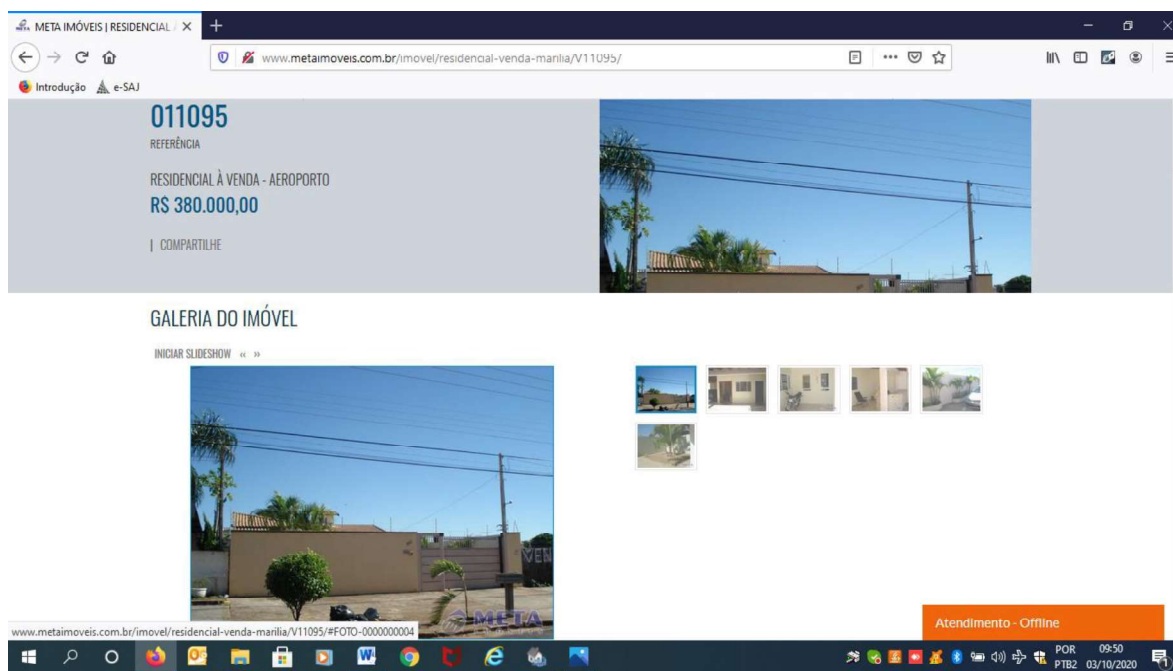 META IMÓVEIS | RESIDENCIAL
www.metaimoveis.com.br/imovel/residencial-venda-marilia/V11095/
Introdução e-SAJ
011095
REFERÊNCIA
RESIDENCIAL À VENDA - AEROPORTO
R$ 380.000,00
| COMPARTILHE
GALERIA DO IMÓVEL
INICIAR SLIDESHOW « »
VEN
META
Atendimento - Offline
www.metaimoveis.com.br/imovel/residencial-venda-marilia/V11095/#FOTO-0000000004
POR 09:50
PTB2 03/10/2020